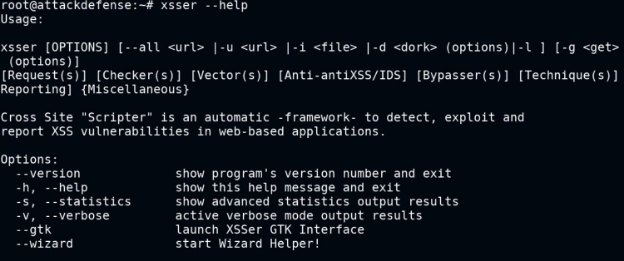 root@attackdefense:~# xsser --help
Usage:

xsser [OPTIONS] [--all <url> |-u <url> |-i <file> |-d <dork> (options)|-l ] [-g <get>
 (options)]
[Request(s)] [Checker(s)] [Vector(s)] [Anti-antiXSS/IDS] [Bypasser(s)] [Technique(s)]
Reporting] {Miscellaneous}

Cross Site "Scripter" is an automatic -framework- to detect, exploit and
report XSS vulnerabilities in web-based applications.

Options:
  --version             show program's version number and exit
  -h, --help            show this help message and exit
  -s, --statistics      show advanced statistics output results
  -v, --verbose         active verbose mode output results
  --gtk                 launch XSSer GTK Interface
  --wizard              start Wizard Helper!